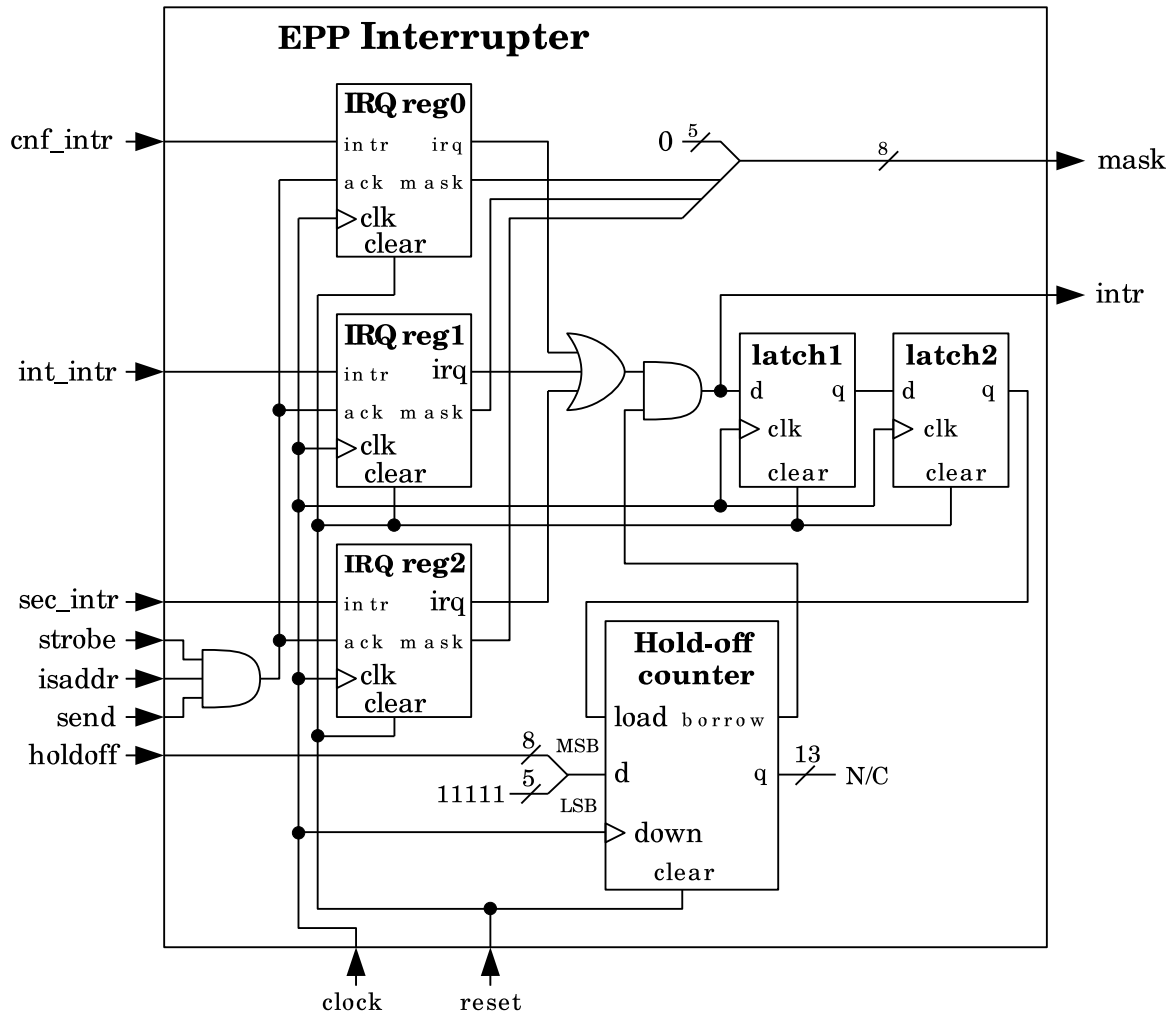 EPP Interrupter
IRQ reg0
cnf_intr
intr irq
0
5
8
mask
ack mask
clk
clear
intr
IRQ reg1
int_intr
intr irq
ack mask
clk
clear
latch1
d q
clk
clear
latch2
d q
clk
clear
IRQ reg2
sec_intr
intr irq
strobe
ack mask
isaddr
clk
send
clear
holdoff
8
MSB
11111
5
LSB
Hold-off
counter
load borrow
d q
13
N/C
down
clear
clock
reset